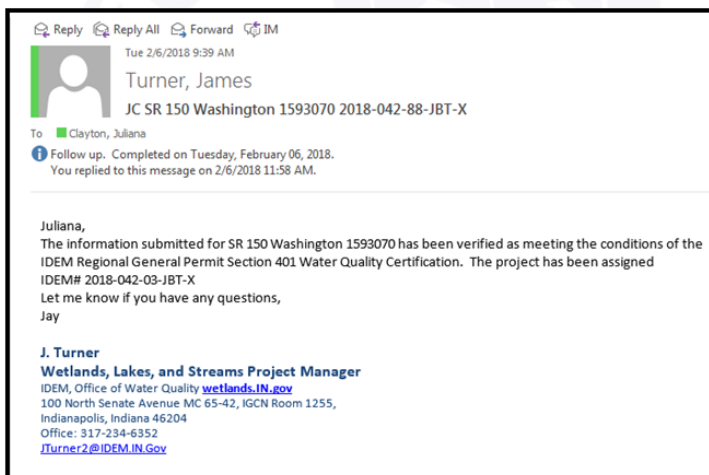 Reply Reply All Forward IM
Tue 2/6/2018 9:39 AM
Turner, James
JC SR 150 Washington 1593070 2018-042-88-JBT-X
To Clayton, Juliana
Follow up. Completed on Tuesday, February 06, 2018.
You replied to this message on 2/6/2018 11:58 AM.
Juliana,
The information submitted for SR 150 Washington 1593070 has been verified as meeting the conditions of the
IDEM Regional General Permit Section 401 Water Quality Certification. The project has been assigned
IDEM# 2018-042-03-JBT-X
Let me know if you have any questions,
Jay
J. Turner
Wetlands, Lakes, and Streams Project Manager
IDEM, Office of Water Quality wetlands.IN.gov
100 North Senate Avenue MC 65-42, IGCN Room 1255,
Indianapolis, Indiana 46204
Office: 317-234-6352
JTurner2@IDEM.IN.Gov